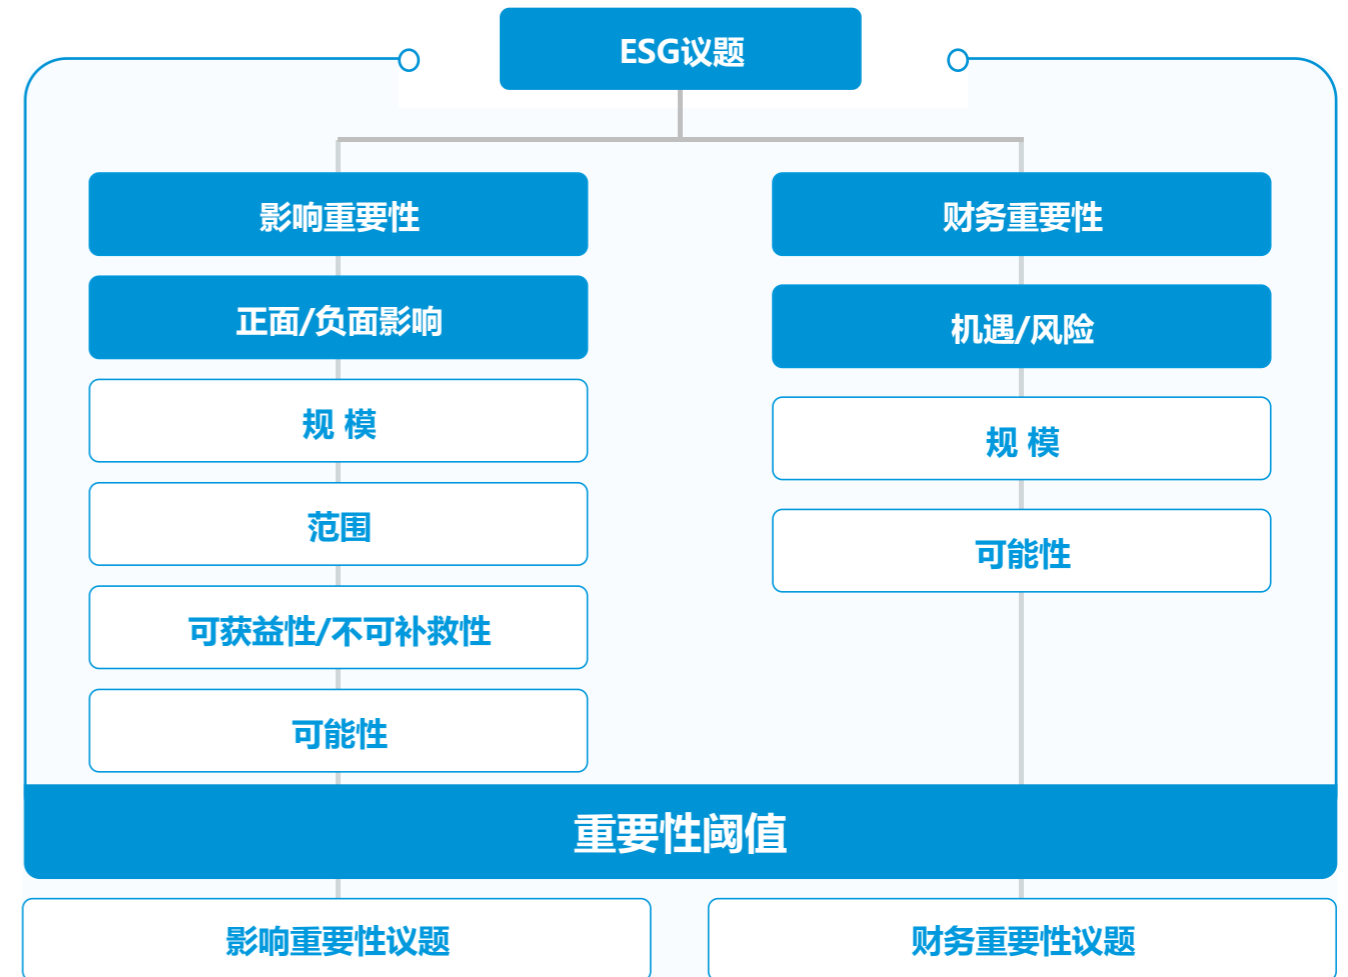 ESG议题
影响重要性
正面/负面影响
规 模
范围
可获益性/不可补救性
可能性
财务重要性
机遇/风险
规 模
可能性
重要性阈值
影响重要性议题
财务重要性议题